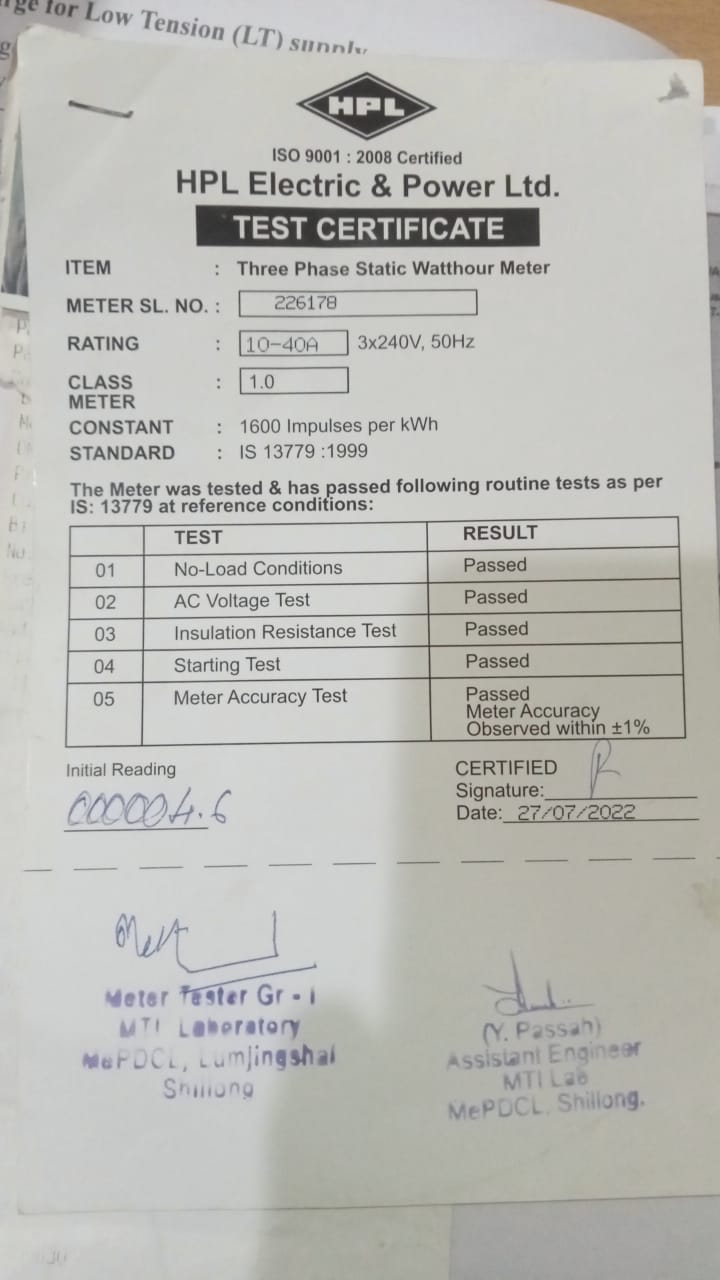 rge for Low Tension (LT) supply
HPL
ISO 9001 : 2008 Certified
HPL Electric & Power Ltd.
TEST CERTIFICATE
ITEM : Three Phase Static Watthour Meter
METER SL. NO. : 226178
RATING : 10-40A 3x240V, 50Hz
CLASS : 1.0
METER
CONSTANT : 1600 Impulses per kWh
STANDARD : IS 13779 :1999
The Meter was tested & has passed following routine tests as per
IS: 13779 at reference conditions:
TEST RESULT
01 No-Load Conditions Passed
02 AC Voltage Test Passed
03 Insulation Resistance Test Passed
04 Starting Test Passed
05 Meter Accuracy Test Passed
Meter Accuracy
Observed within ±1%
Initial Reading
000004.6
CERTIFIED
Signature:
Date: 27/07/2022
Meter Tester Gr - I
MTI Laboratory
MePDCL, Lumjingshai
Shillong
(Y. Passah)
Assistant Engineer
MTI Lab
MePDCL, Shillong.